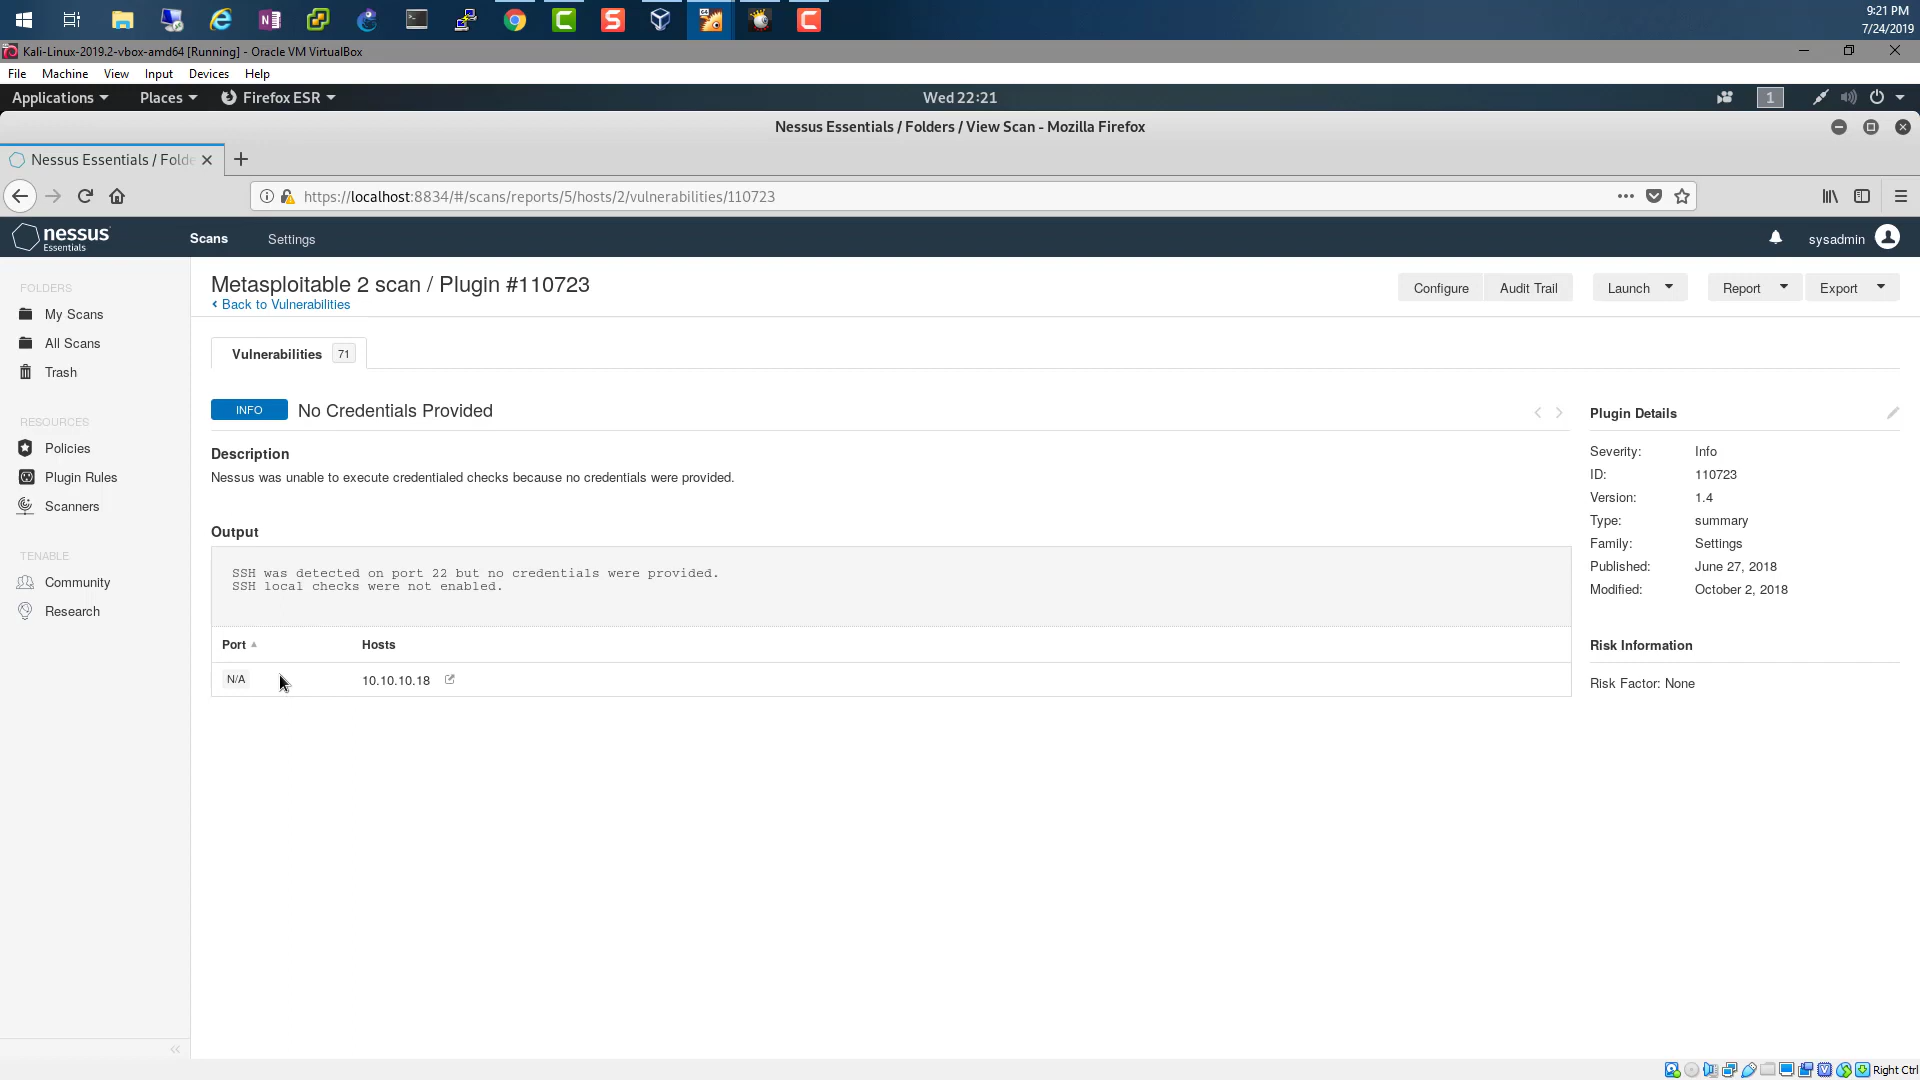 9:21 PM
7/24/2019
Kali-Linux-2019.2-vbox-amd64 [Running] - Oracle VM VirtualBox
File Machine View Input Devices Help
Applications Places Firefox ESR Wed 22:21 1
Nessus Essentials / Folders / View Scan - Mozilla Firefox
Nessus Essentials / Folde
https://localhost:8834/#/scans/reports/5/hosts/2/vulnerabilities/110723
nessus
Essentials
Scans Settings sysadmin
FOLDERS
My Scans
All Scans
Trash
RESOURCES
Policies
Plugin Rules
Scanners
TENABLE
Community
Research
Metasploitable 2 scan / Plugin #110723
Back to Vulnerabilities
Configure Audit Trail Launch Report Export
Vulnerabilities 71
INFO No Credentials Provided
Description
Nessus was unable to execute credentialed checks because no credentials were provided.
Output
SSH was detected on port 22 but no credentials were provided.
SSH local checks were not enabled.
Port Hosts
N/A 10.10.10.18
Plugin Details
Severity: Info
ID: 110723
Version: 1.4
Type: summary
Family: Settings
Published: June 27, 2018
Modified: October 2, 2018
Risk Information
Risk Factor: None
Right Ctrl